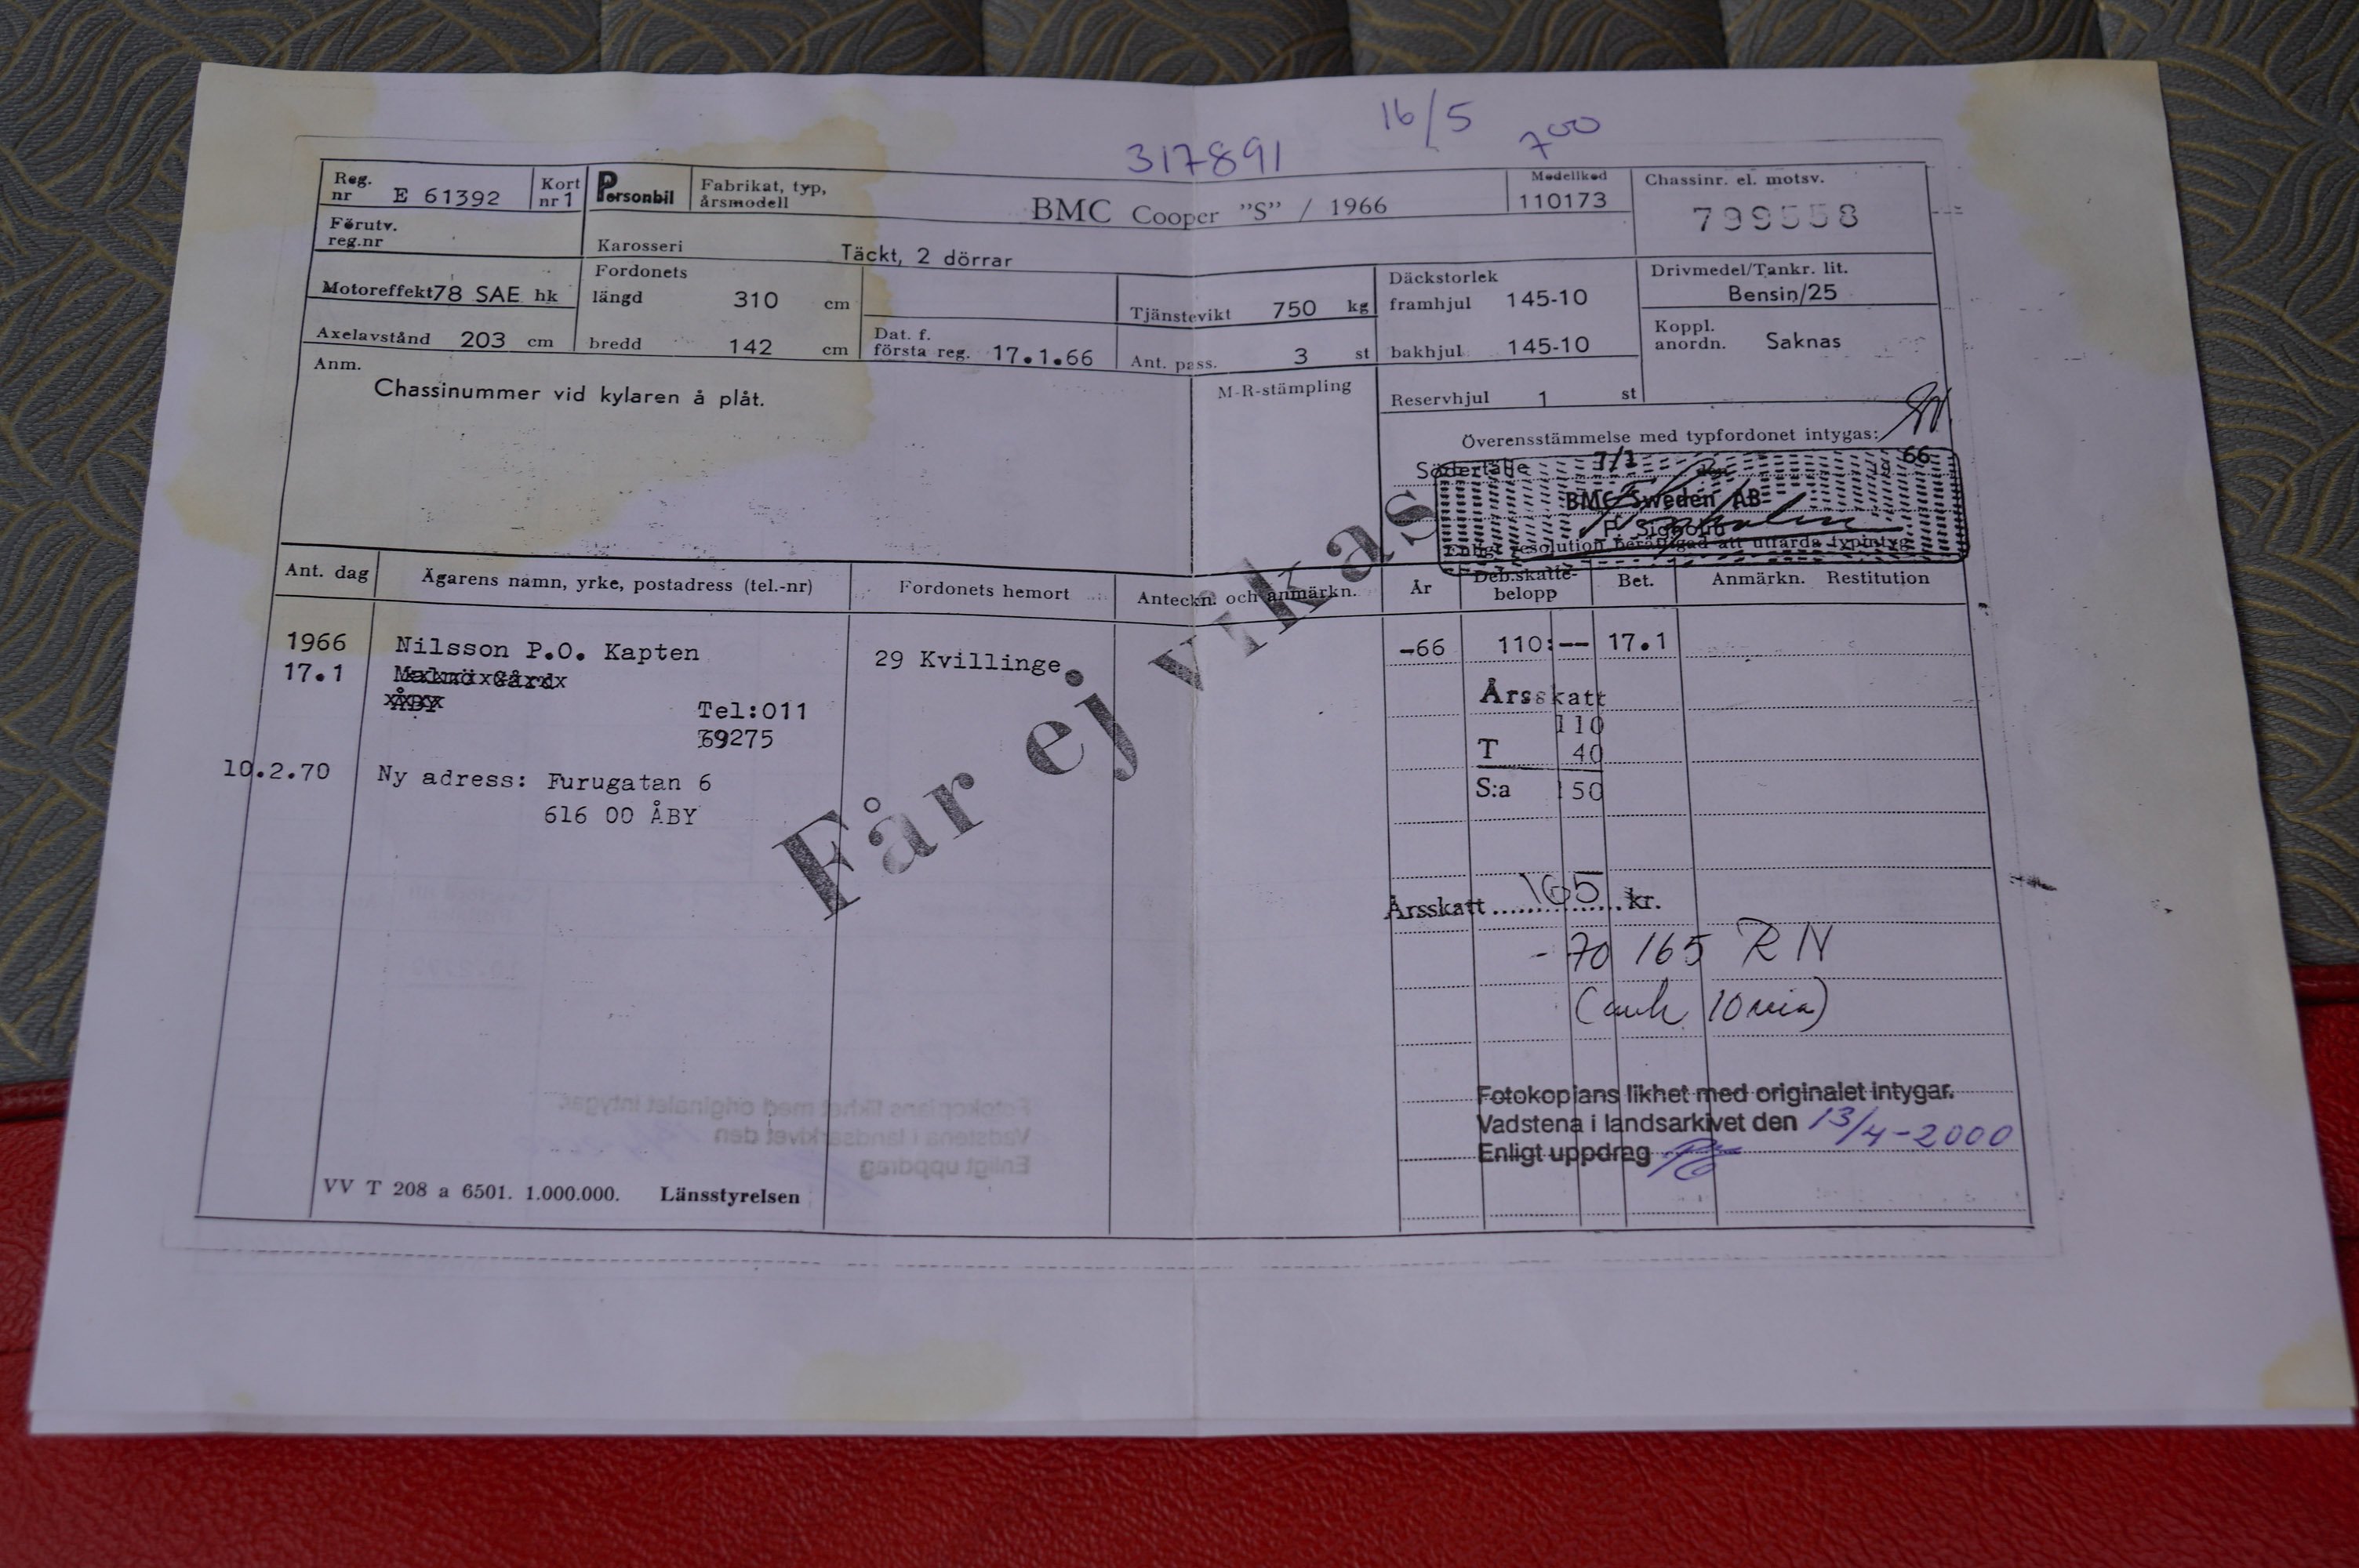 16/5
317891
700
Reg. nr E 61392
Kort nr 1
Personbil
Fabrikat, typ, årsmodell
BMC Cooper "S" / 1966
Modellkod
110173
Chassinr. el. motsv.
799558
Förutv. reg.nr
Karosseri Täckt, 2 dörrar
Motoreffekt 78 SAE hk
Fordonets längd 310 cm
Tjänstevikt 750 kg
Däckstorlek
framhjul 145-10
Drivmedel/Tankr. lit.
Bensin/25
Axelavstånd 203 cm
bredd 142 cm
Dat. f. första reg. 17.1.66
Ant. pass. 3 st
bakhjul 145-10
Koppl. anordn. Saknas
Anm.
Chassinummer vid kylaren å plåt.
M-R-stämpling
Reservhjul 1 st
Överensstämmelse med typfordonet intygas:
Södertälje 7/1 19 66
BMC Sweden AB
Enligt resolution berättigad att utfärda typintyg
Ant. dag
Ägarens namn, yrke, postadress (tel.-nr)
Fordonets hemort
Anteckn. och anmärkn.
År
Deb.skatte-belopp
Bet.
Anmärkn. Restitution
1966 Nilsson P.O. Kapten
29 Kvillinge.
-66 110:-- 17.1
17.1
ÅBY
Tel:011
69275
Årsskatt
110
T 40
S:a 150
10.2.70 Ny adress: Furugatan 6
616 00 ÅBY
Får ej vikas
Årsskatt 165 kr.
-70 165 RN
Fotokopians likhet med originalet intygar.
Vadstena i landsarkivet den 13/4-2000
Enligt uppdrag
VV T 208 a 6501. 1.000.000. Länsstyrelsen